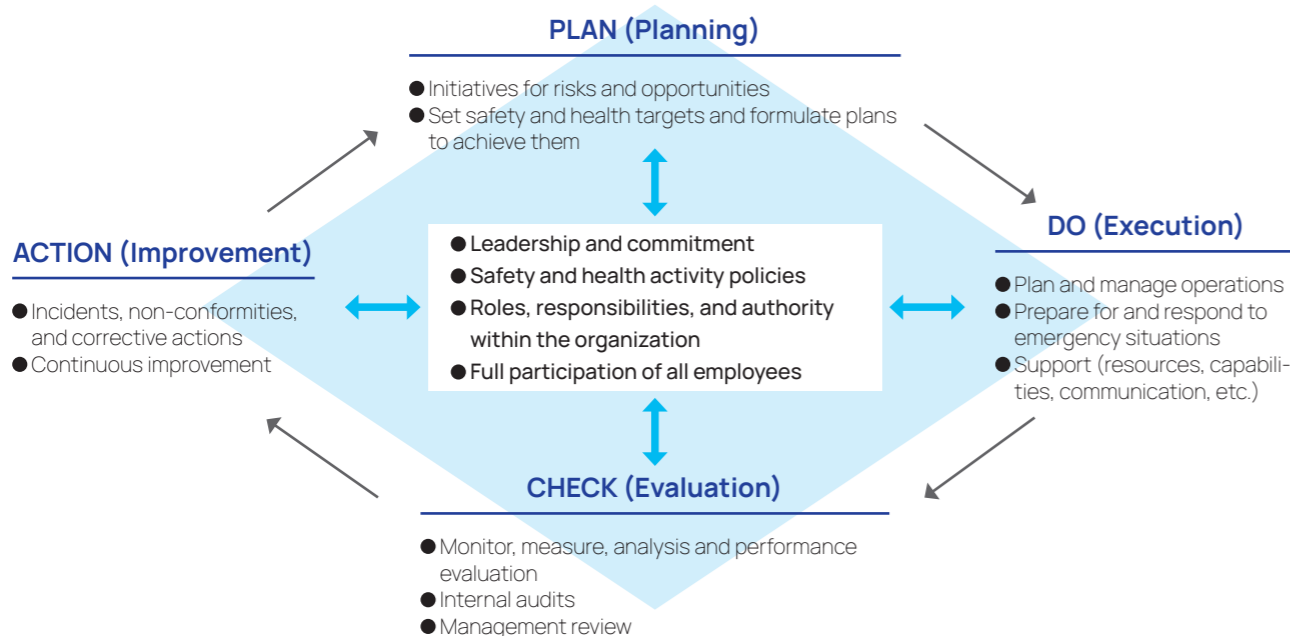 PLAN (Planning)
● Initiatives for risks and opportunities
● Set safety and health targets and formulate plans
to achieve them
ACTION (Improvement)
● Incidents, non-conformities,
and corrective actions
● Continuous improvement
● Leadership and commitment
● Safety and health activity policies
● Roles, responsibilities, and authority
within the organization
● Full participation of all employees
DO (Execution)
● Plan and manage operations
● Prepare for and respond to
emergency situations
● Support (resources, capabili-
ties, communication, etc.)
CHECK (Evaluation)
● Monitor, measure, analysis and performance
evaluation
● Internal audits
● Management review